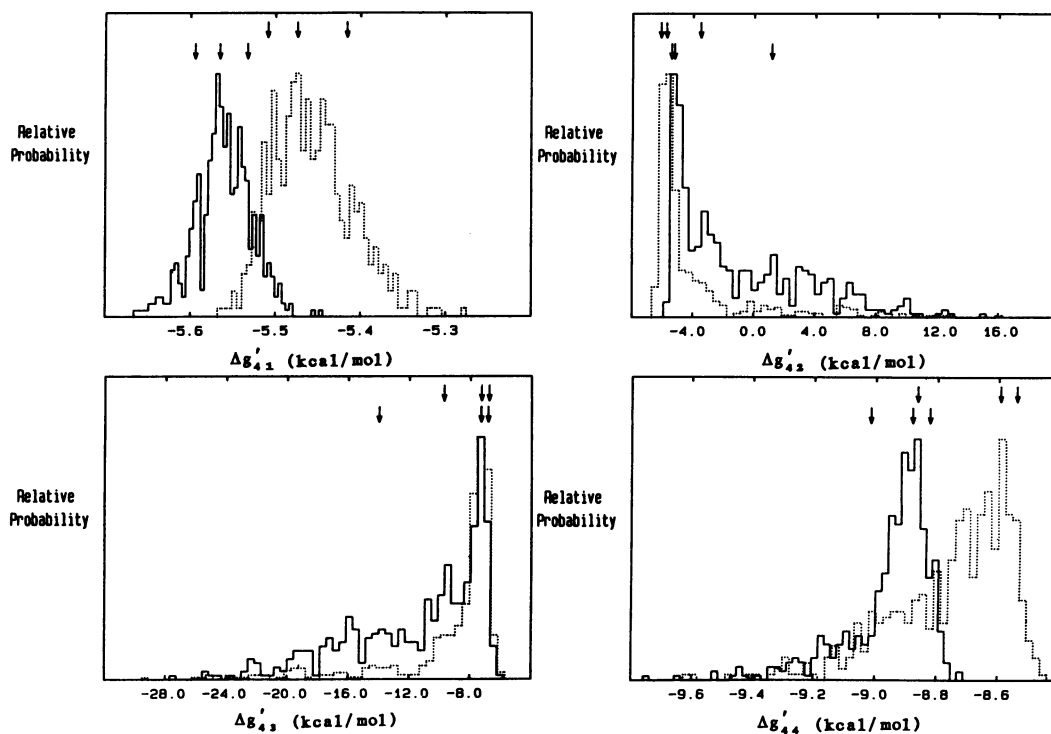 Relative
Probability
-5.6 -5.5 -5.4 -5.3
Δg′₄₁ (kcal/mol)
Relative
Probability
-4.0 0.0 4.0 8.0 12.0 16.0
Δg′₄₂ (kcal/mol)
Relative
Probability
-28.0 -24.0 -20.0 -16.0 -12.0 -8.0
Δg′₄₃ (kcal/mol)
Relative
Probability
-9.6 -9.4 -9.2 -9.0 -8.8 -8.6
Δg′₄₄ (kcal/mol)